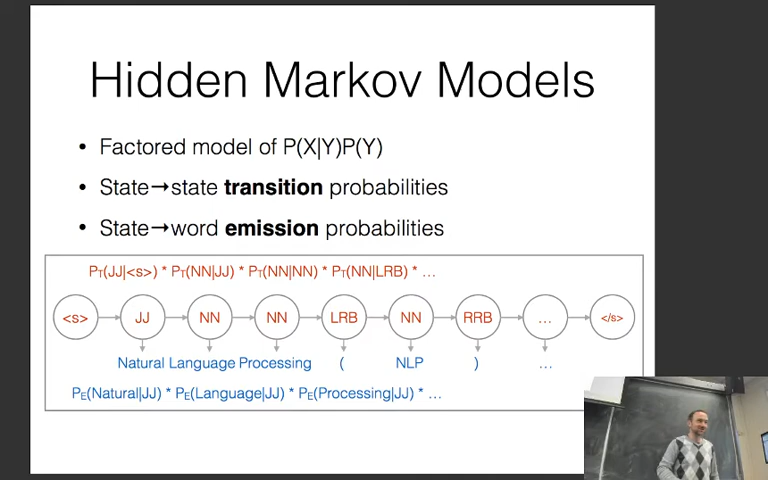 Hidden Markov Models
• Factored model of P(X|Y)P(Y)
• State→state transition probabilities
• State→word emission probabilities
PT(JJ|<s>) * PT(NN|JJ) * PT(NN|NN) * PT(NN|LRB) * …
<s> JJ NN NN LRB NN RRB … </s>
Natural Language Processing ( NLP ) …
PE(Natural|JJ) * PE(Language|JJ) * PE(Processing|JJ) * …